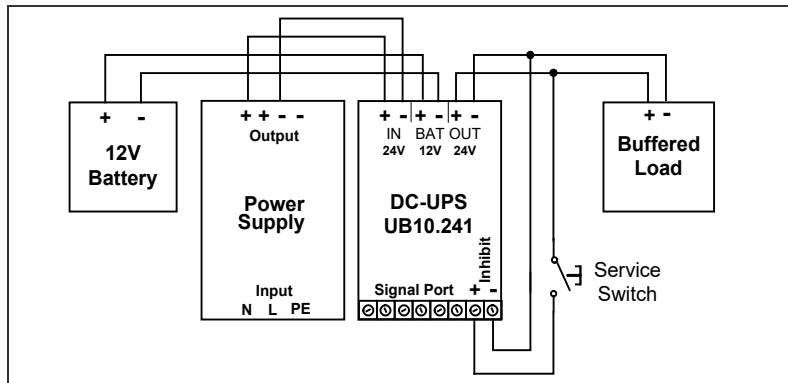 + -
12V
Battery
+ + - -
Output
Power
Supply
Input
N L PE
+ - + - + -
IN BAT OUT
24V 12V 24V
DC-UPS
UB10.241
Inhibit
Signal Port + -
+ -
Buffered
Load
Service
Switch